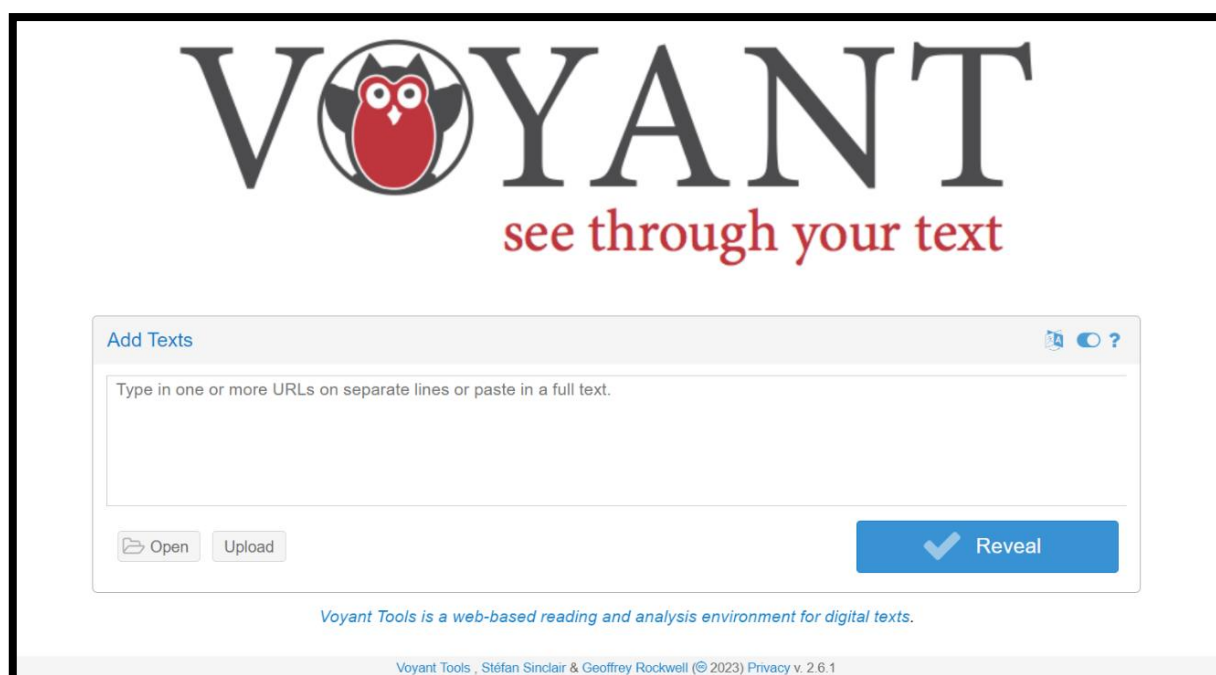 VOYANT
see through your text
Add Texts ?
Type in one or more URLs on separate lines or paste in a full text.
Open Upload Reveal
Voyant Tools is a web-based reading and analysis environment for digital texts.
Voyant Tools , Stéfan Sinclair & Geoffrey Rockwell (🅭 2023) Privacy v. 2.6.1